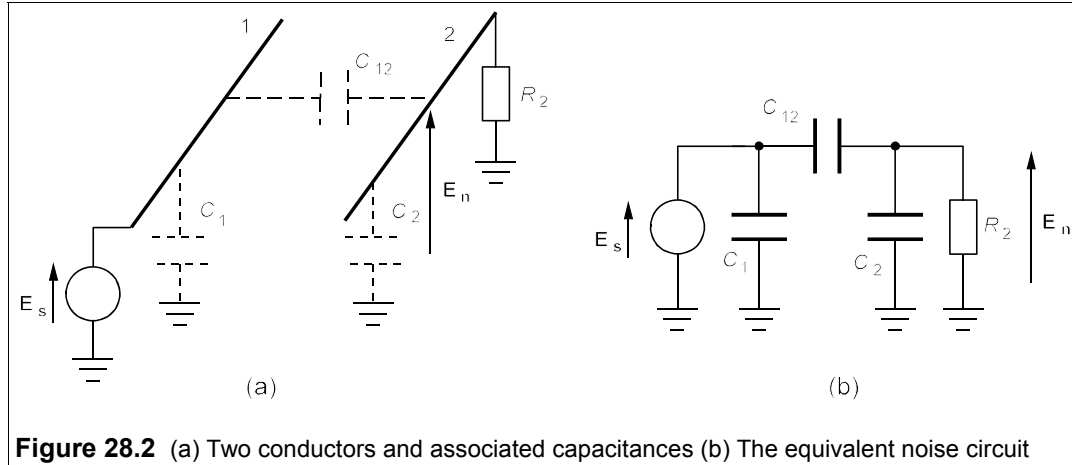 1
2
C 12
R 2
C 1
C 2
E n
E s
(a)
C 12
E s
C 1
C 2
R 2
E n
(b)
Figure 28.2 (a) Two conductors and associated capacitances (b) The equivalent noise circuit